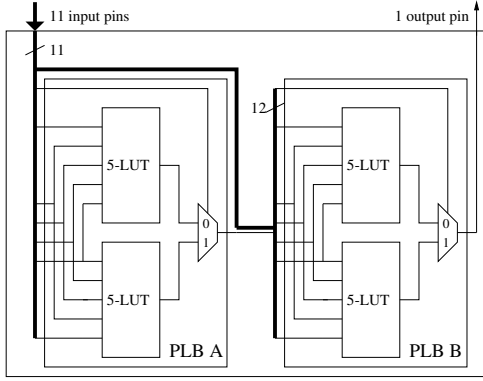 11 input pins
1 output pin
11
12
5-LUT
5-LUT
0
0
1
1
5-LUT
5-LUT
PLB A
PLB B